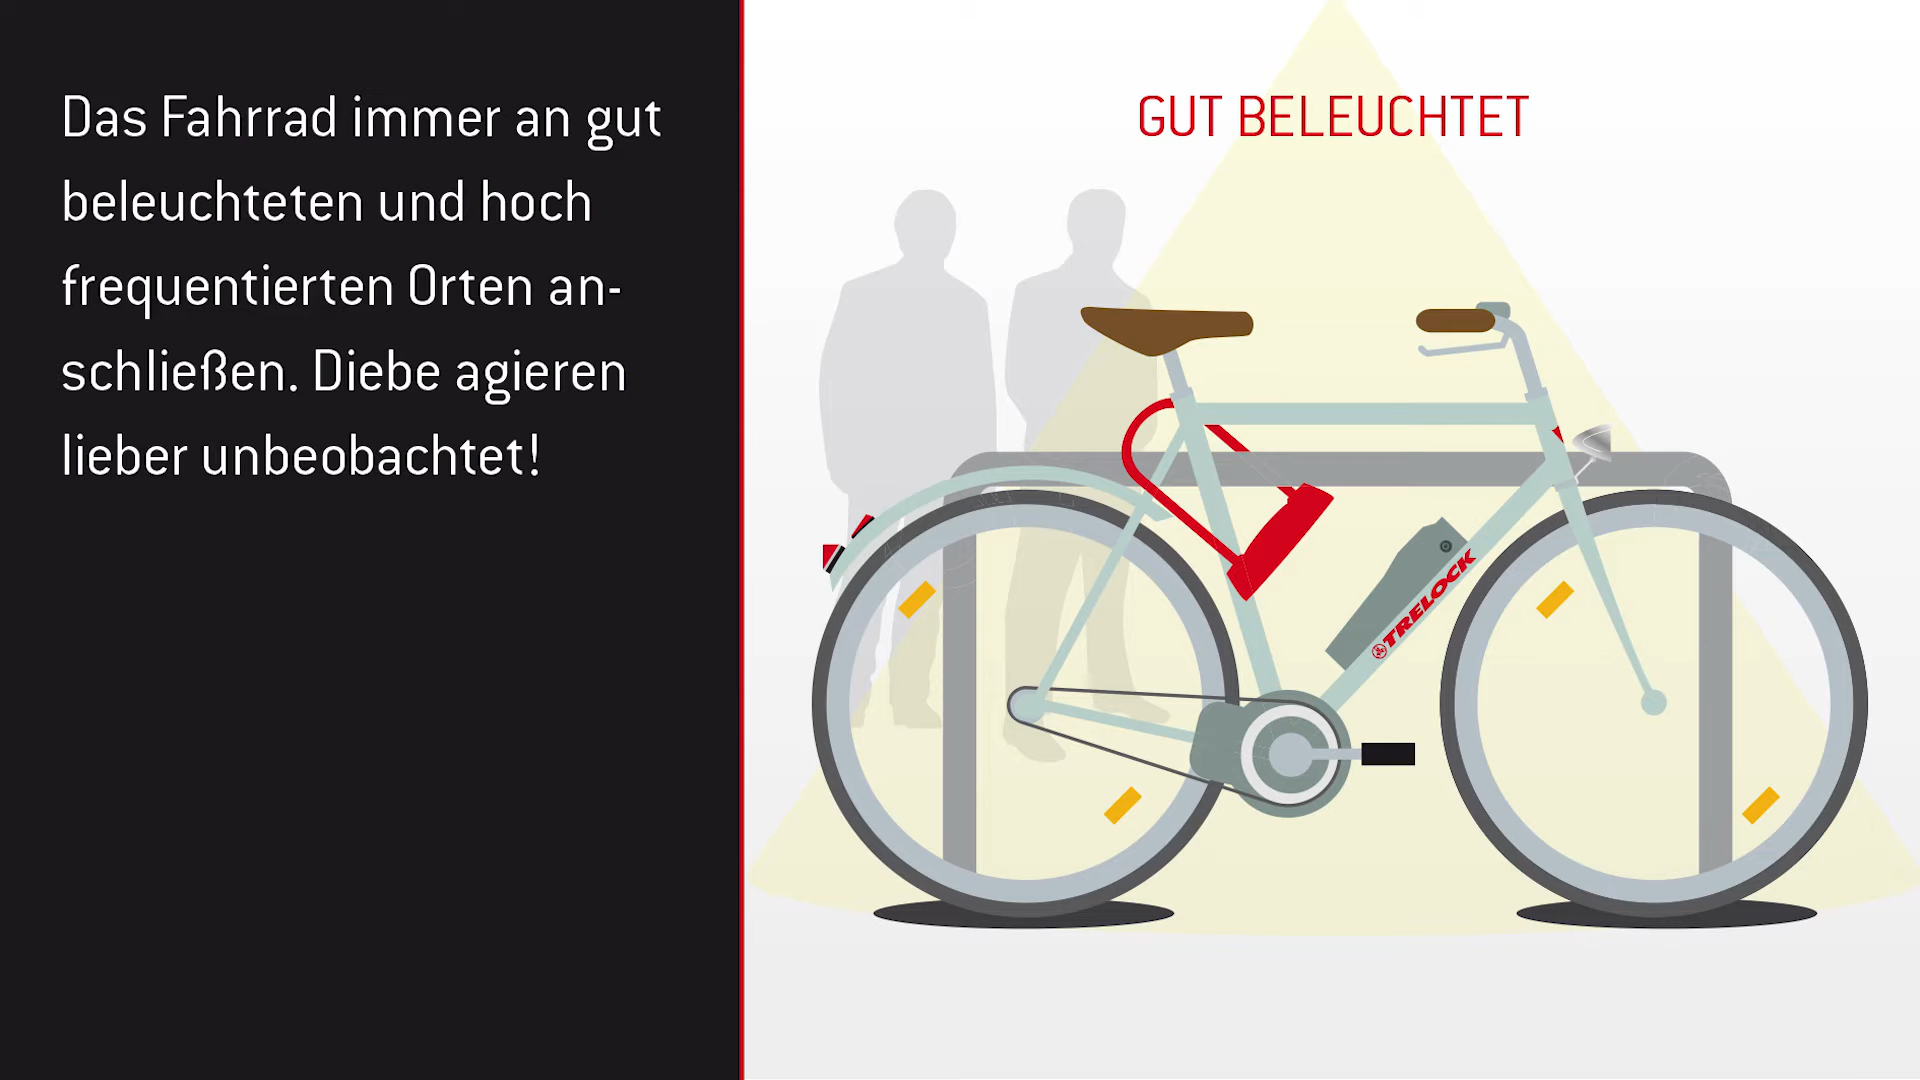 Das Fahrrad immer an gut
beleuchteten und hoch
frequentierten Orten an-
schließen. Diebe agieren
lieber unbeobachtet!
GUT BELEUCHTET
TRELOCK